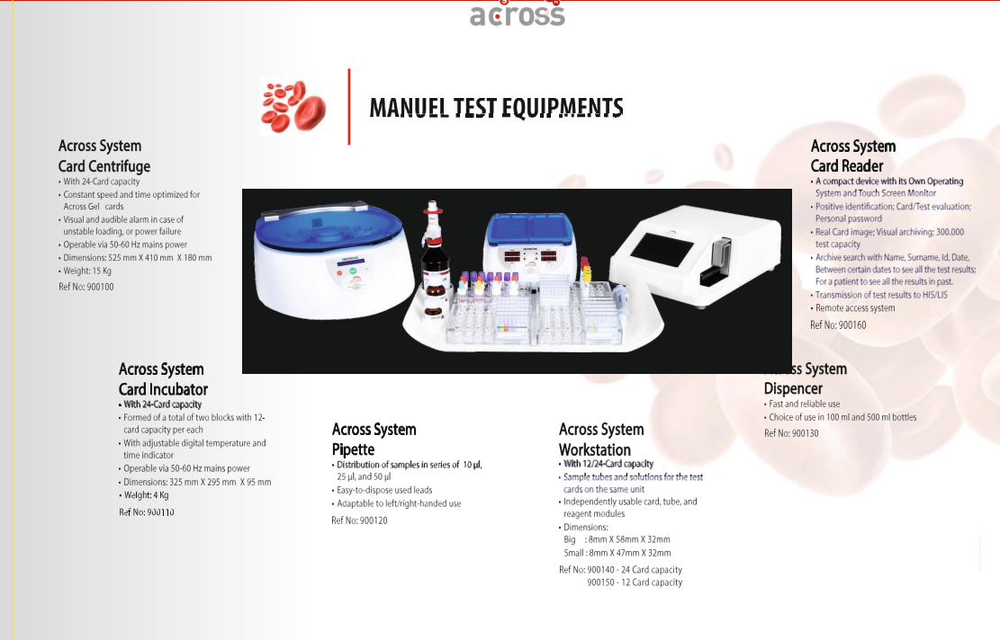 across
MANUEL TEST EQUIPMENTS
Across System
Card Centrifuge
• With 24-Card capacity
• Constant speed and time optimized for
Across Gel cards
• Visual and audible alarm in case of
unstable loading, or power failure
• Operable via 50-60 Hz mains power
• Dimensions: 525 mm X 410 mm X 180 mm
• Weight: 15 Kg
Ref No: 900100
Across System
Card Reader
• A compact device with its Own Operating
System and Touch Screen Monitor
• Positive identification; Card/Test evaluation;
Personal password
• Real Card image; Visual archiving; 300.000
test capacity
• Archive search with Name, Surname, Id, Date,
Between certain dates to see all the test results;
For a patient to see all the results in past.
• Transmission of test results to HIS/LIS
• Remote access system
Ref No: 900160
Across System
Card Incubator
• With 24-Card capacity
• Formed of a total of two blocks with 12-
card capacity per each
• With adjustable digital temperature and
time indicator
• Operable via 50-60 Hz mains power
• Dimensions: 325 mm X 295 mm X 95 mm
• Weight: 4 Kg
Ref No: 900110
Across System
Pipette
• Distribution of samples in series of 10 µl,
25 µl, and 50 µl
• Easy-to-dispose used leads
• Adaptable to left/right-handed use
Ref No: 900120
Across System
Workstation
• With 12/24-Card capacity
• Sample tubes and solutions for the test
cards on the same unit
• Independently usable card, tube, and
reagent modules
• Dimensions:
Big : 8mm X 58mm X 32mm
Small : 8mm X 47mm X 32mm
Ref No: 900140 - 24 Card capacity
900150 - 12 Card capacity
System
Dispencer
• Fast and reliable use
• Choice of use in 100 ml and 500 ml bottles
Ref No: 900130